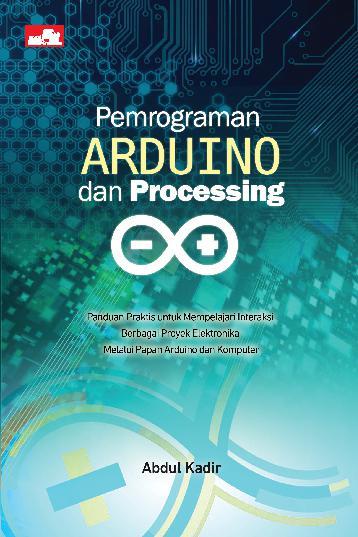 Pemrograman
ARDUINO
dan Processing
Panduan Praktis untuk Mempelajari Interaksi
Berbagai Proyek Elektronika
Melalui Papan Arduino dan Komputer
Abdul Kadir